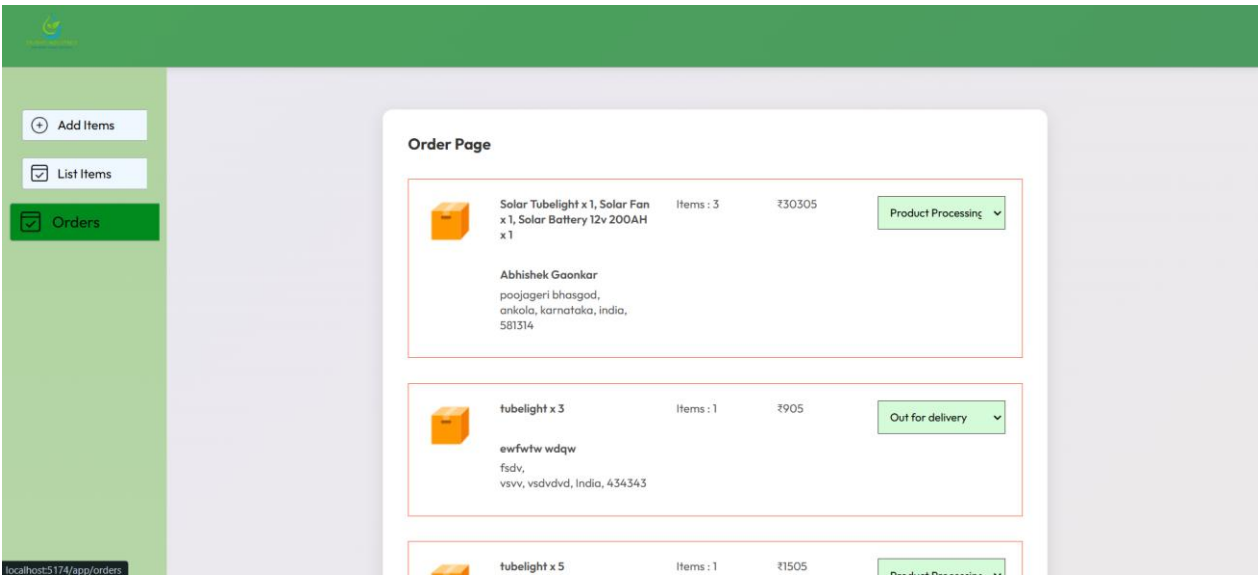 Add Items
List Items
Orders
Order Page
Solar Tubelight x 1, Solar Fan
x 1, Solar Battery 12v 200AH
x 1
Items : 3
₹30305
Product Processing
Abhishek Gaonkar
poojageri bhasgod,
ankola, karnataka, india,
581314
tubelight x 3
Items : 1
₹905
Out for delivery
ewfwtw wdqw
fsdv,
vsvv, vsdvdvd, India, 434343
tubelight x 5
Items : 1
₹1505
Product Processing
localhost:5174/app/orders